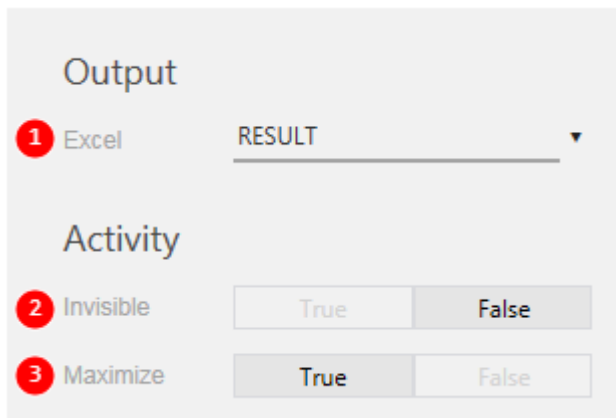 Output
1 Excel RESULT
Activity
2 Invisible True False
3 Maximize True False